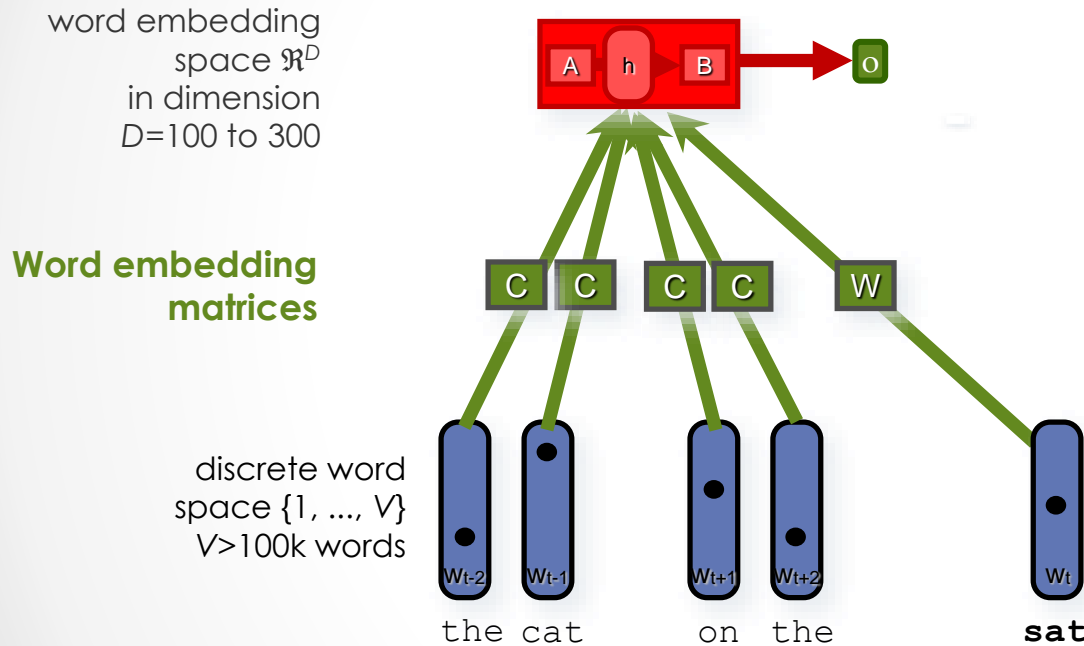 word embedding
space ℜᴰ
in dimension
D=100 to 300
A h B o
Word embedding
matrices
C C C C W
discrete word
space {1, ..., V}
V>100k words
wt-2 wt-1 wt+1 wt+2 wt
the cat on the sat